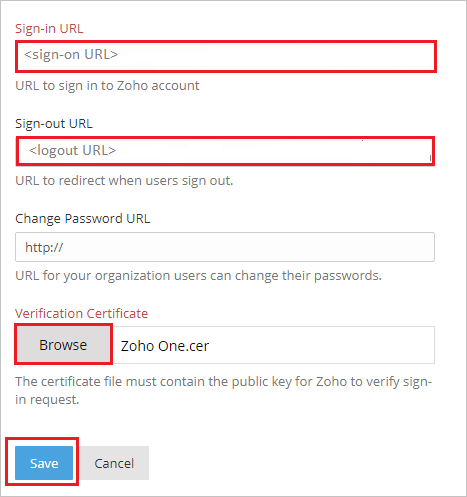 Sign-in URL
<sign-on URL>
URL to sign in to Zoho account
Sign-out URL
<logout URL>
URL to redirect when users sign out.
Change Password URL
http://
URL for your organization users can change their passwords.
Verification Certificate
Browse Zoho One.cer
The certificate file must contain the public key for Zoho to verify sign-
in request.
Save Cancel